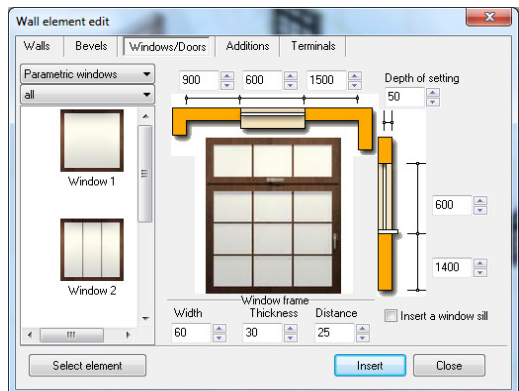 Wall element edit
Walls Bevels Windows/Doors Additions Terminals
Parametric windows
all
900 600 1500
Depth of setting
50
Window 1
Window 2
600
1400
Window frame
Width Thickness Distance
60 30 25
Insert a window sill
Select element
Insert
Close